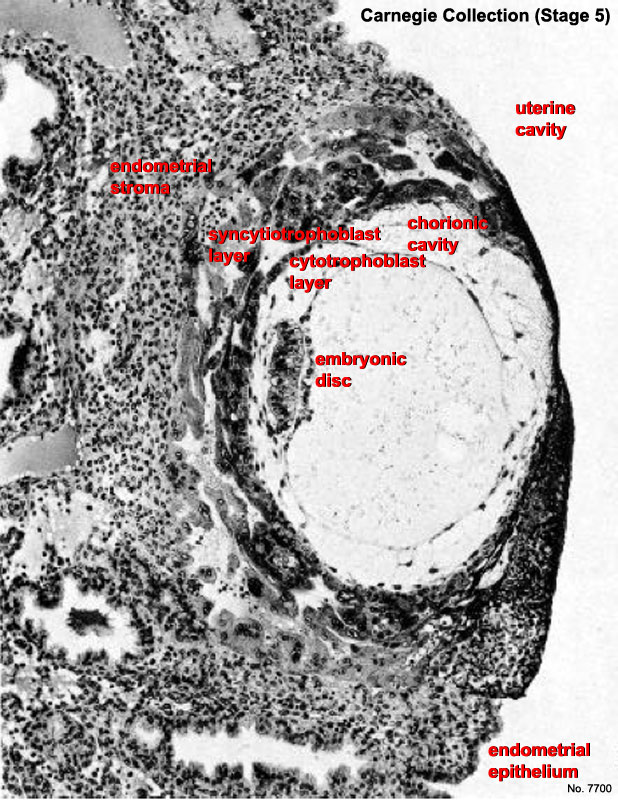 Carnegie Collection (Stage 5)
uterine
cavity
endometrial
stroma
chorionic
cavity
syncytiotrophoblast
layer
cytotrophoblast
layer
embryonic
disc
endometrial
epithelium
No. 7700